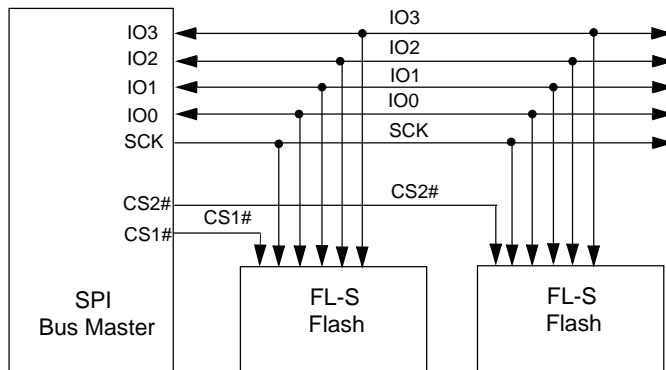 IO3
IO3
IO2
IO2
IO1
IO1
IO0
IO0
SCK
SCK
CS2#
CS2#
CS1#
CS1#
SPI
Bus Master
FL-S
Flash
FL-S
Flash